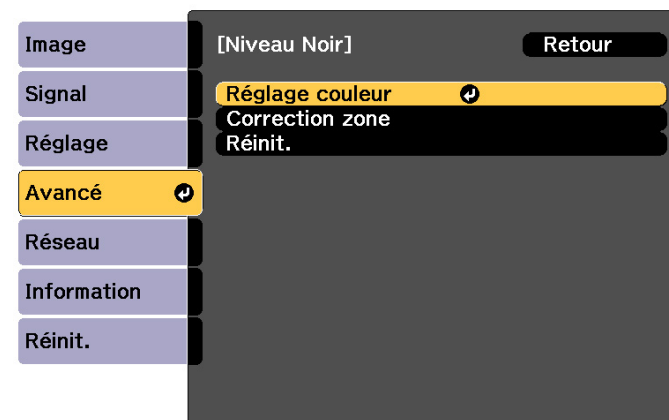 Image
Signal
Réglage
Avancé
Réseau
Information
Réinit.
[Niveau Noir]
Retour
Réglage couleur
Correction zone
Réinit.